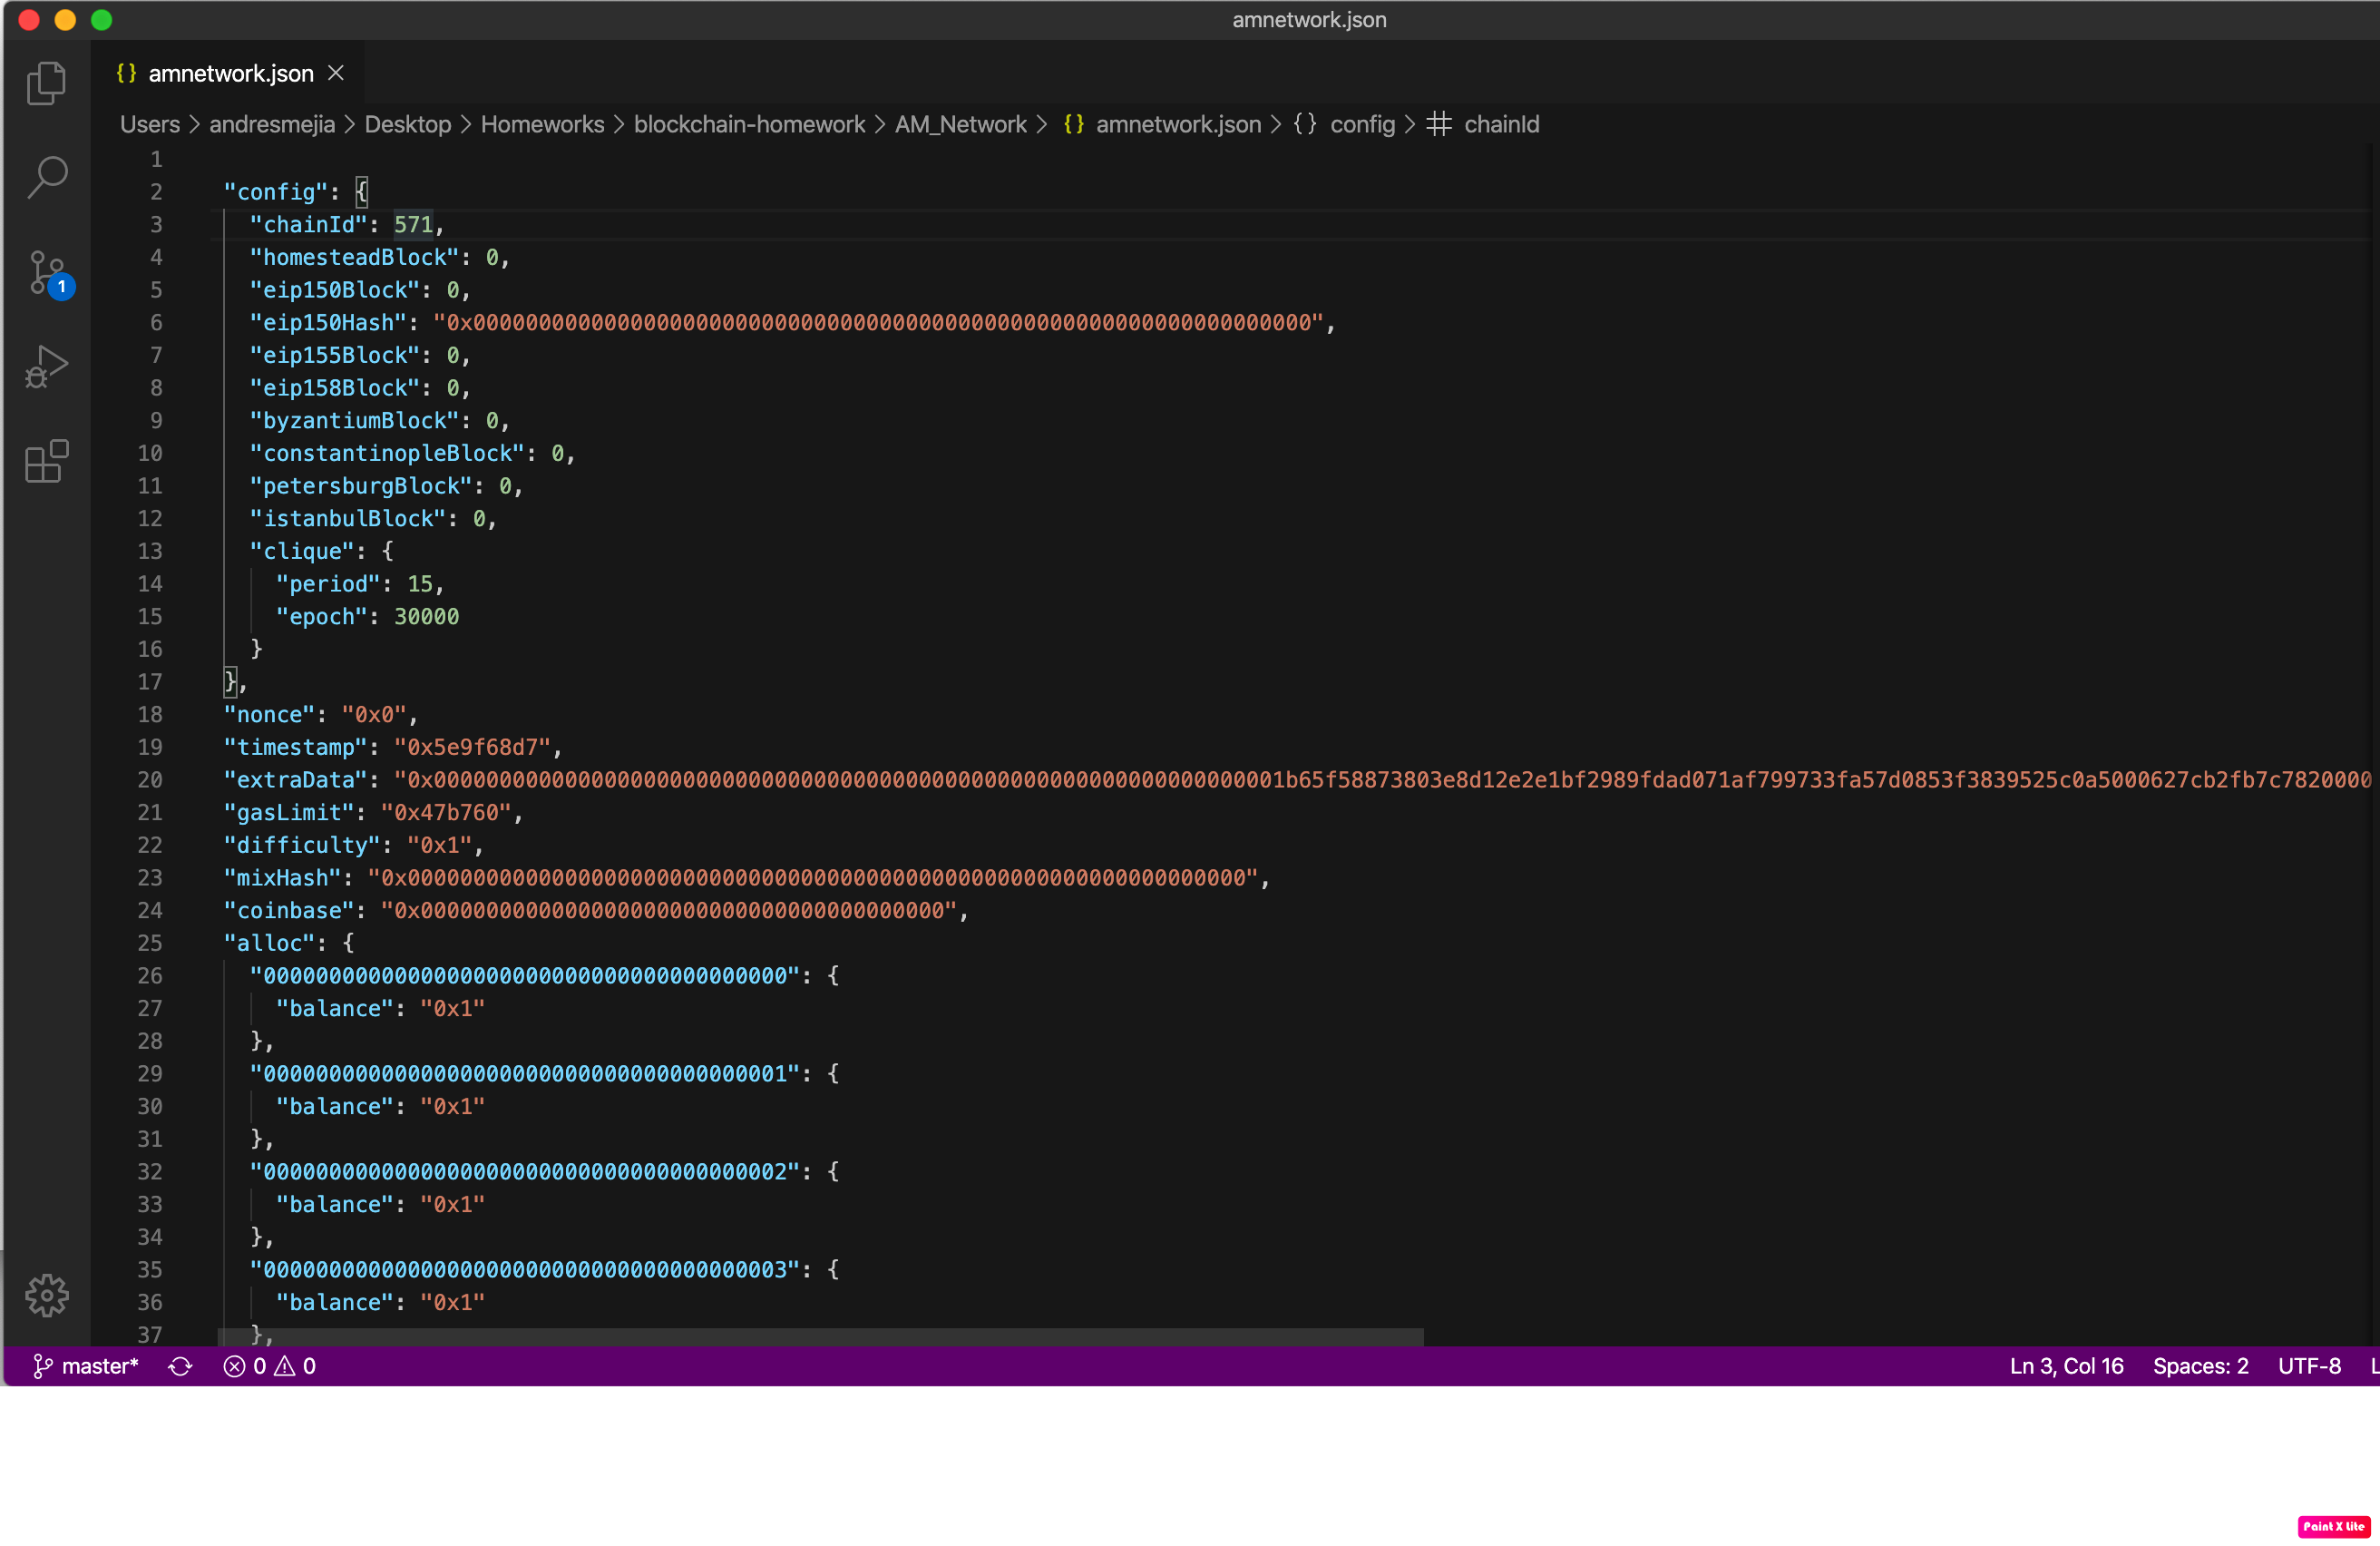 amnetwork.json
{} amnetwork.json ×
Users > andresmejia > Desktop > Homeworks > blockchain-homework > AM_Network > {} amnetwork.json > {} config > # chainId
1
2 "config": {
3 "chainId": 571,
4 "homesteadBlock": 0,
5 "eip150Block": 0,
6 "eip150Hash": "0x0000000000000000000000000000000000000000000000000000000000000000",
7 "eip155Block": 0,
8 "eip158Block": 0,
9 "byzantiumBlock": 0,
10 "constantinopleBlock": 0,
11 "petersburgBlock": 0,
12 "istanbulBlock": 0,
13 "clique": {
14 "period": 15,
15 "epoch": 30000
16 }
17 },
18 "nonce": "0x0",
19 "timestamp": "0x5e9f68d7",
20 "extraData": "0x00000000000000000000000000000000000000000000000000000000000000001b65f58873803e8d12e2e1bf2989fdad071af799733fa57d0853f3839525c0a5000627cb2fb7c7820000
21 "gasLimit": "0x47b760",
22 "difficulty": "0x1",
23 "mixHash": "0x0000000000000000000000000000000000000000000000000000000000000000",
24 "coinbase": "0x0000000000000000000000000000000000000000",
25 "alloc": {
26 "0000000000000000000000000000000000000000": {
27 "balance": "0x1"
28 },
29 "0000000000000000000000000000000000000001": {
30 "balance": "0x1"
31 },
32 "0000000000000000000000000000000000000002": {
33 "balance": "0x1"
34 },
35 "0000000000000000000000000000000000000003": {
36 "balance": "0x1"
37 },
1
master* 0 0 Ln 3, Col 16 Spaces: 2 UTF-8 L
Paint X Lite